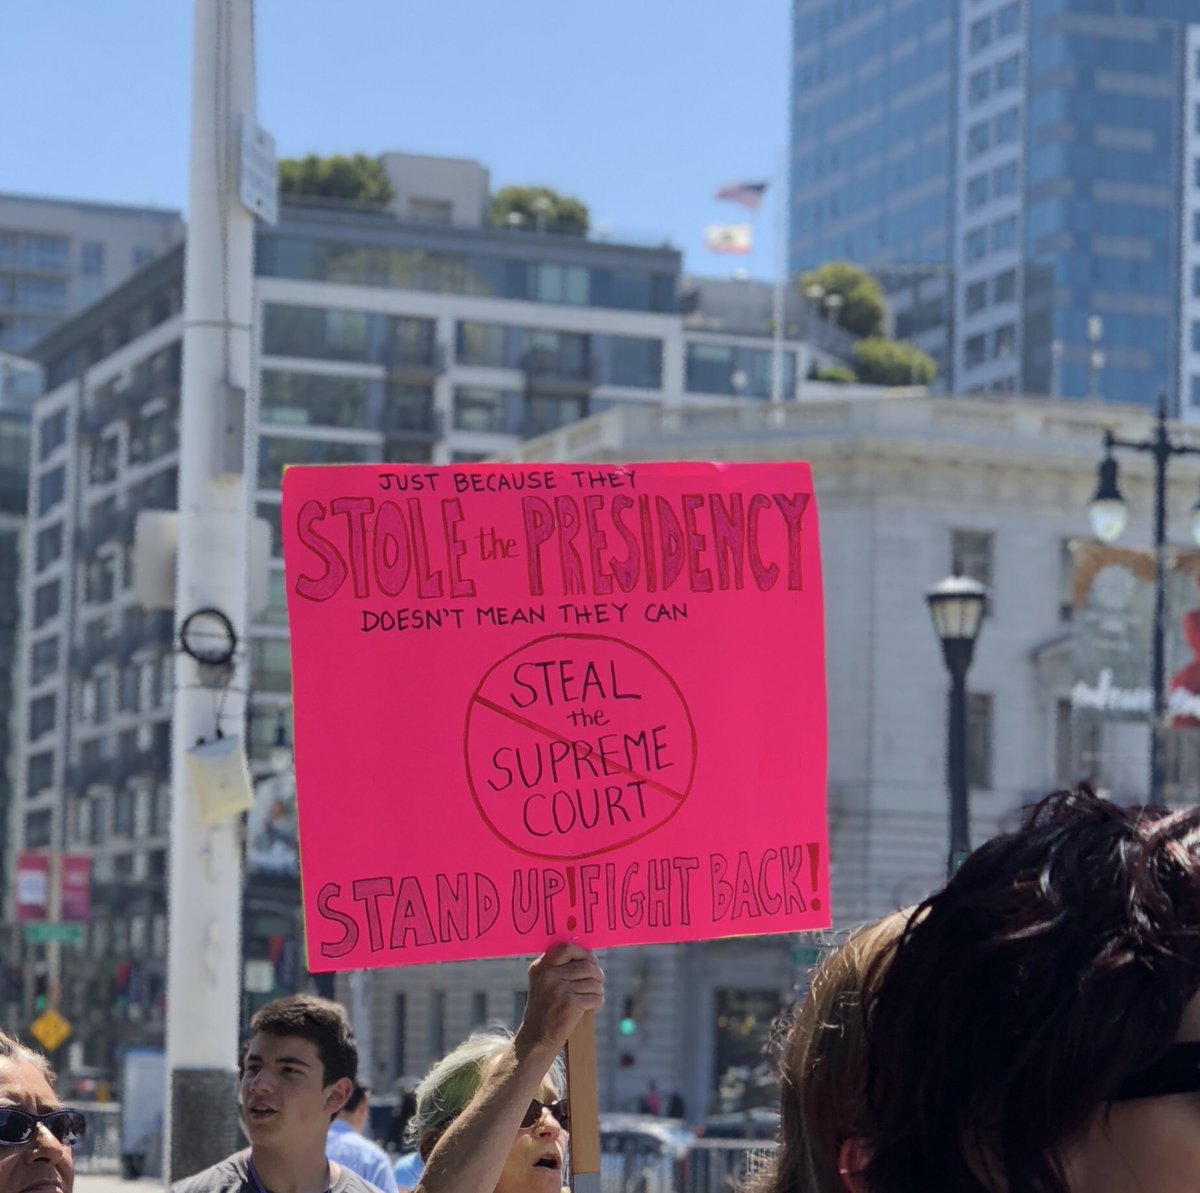 JUST BECAUSE THEY
STOLE the PRESIDENCY
DOESN'T MEAN THEY CAN
STEAL
the
SUPREME
COURT
STAND UP! FIGHT BACK!